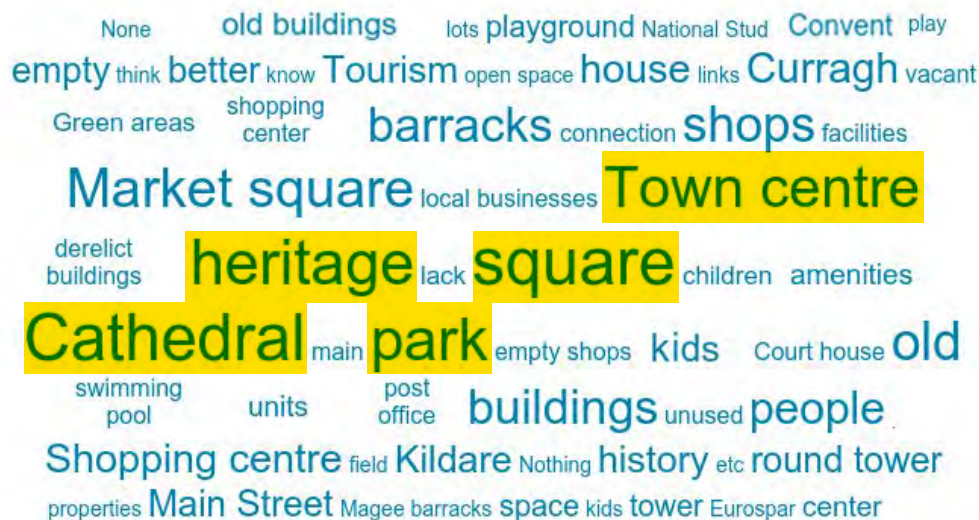 None old buildings lots playground National Stud Convent play
empty think better know Tourism open space house links Curragh vacant
Green areas shopping center barracks connection shops facilities
Market square local businesses Town centre
derelict buildings heritage lack square children amenities
Cathedral main park empty shops kids Court house old
swimming pool units post office buildings unused people
Shopping centre field Kildare Nothing history etc round tower
properties Main Street Magee barracks space kids tower Eurospar center